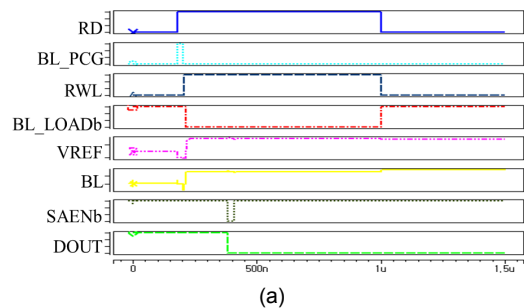 RD
BL_PCG
RWL
BL_LOADb
VREF
BL
SAENb
DOUT
0 500n 1u 1,5u
(a)